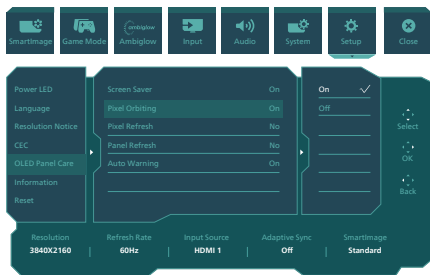 SmartImage
Game Mode
ambiglow
Ambiglow
Input
Audio
System
Setup
Close
Power LED
Language
Resolution Notice
CEC
OLED Panel Care
Information
Reset
Screen Saver On
Pixel Orbiting On
Pixel Refresh No
Panel Refresh No
Auto Warning On
On
Off
Select
OK
Back
Resolution Refresh Rate Input Source Adaptive Sync SmartImage
3840X2160 60Hz HDMI 1 Off Standard